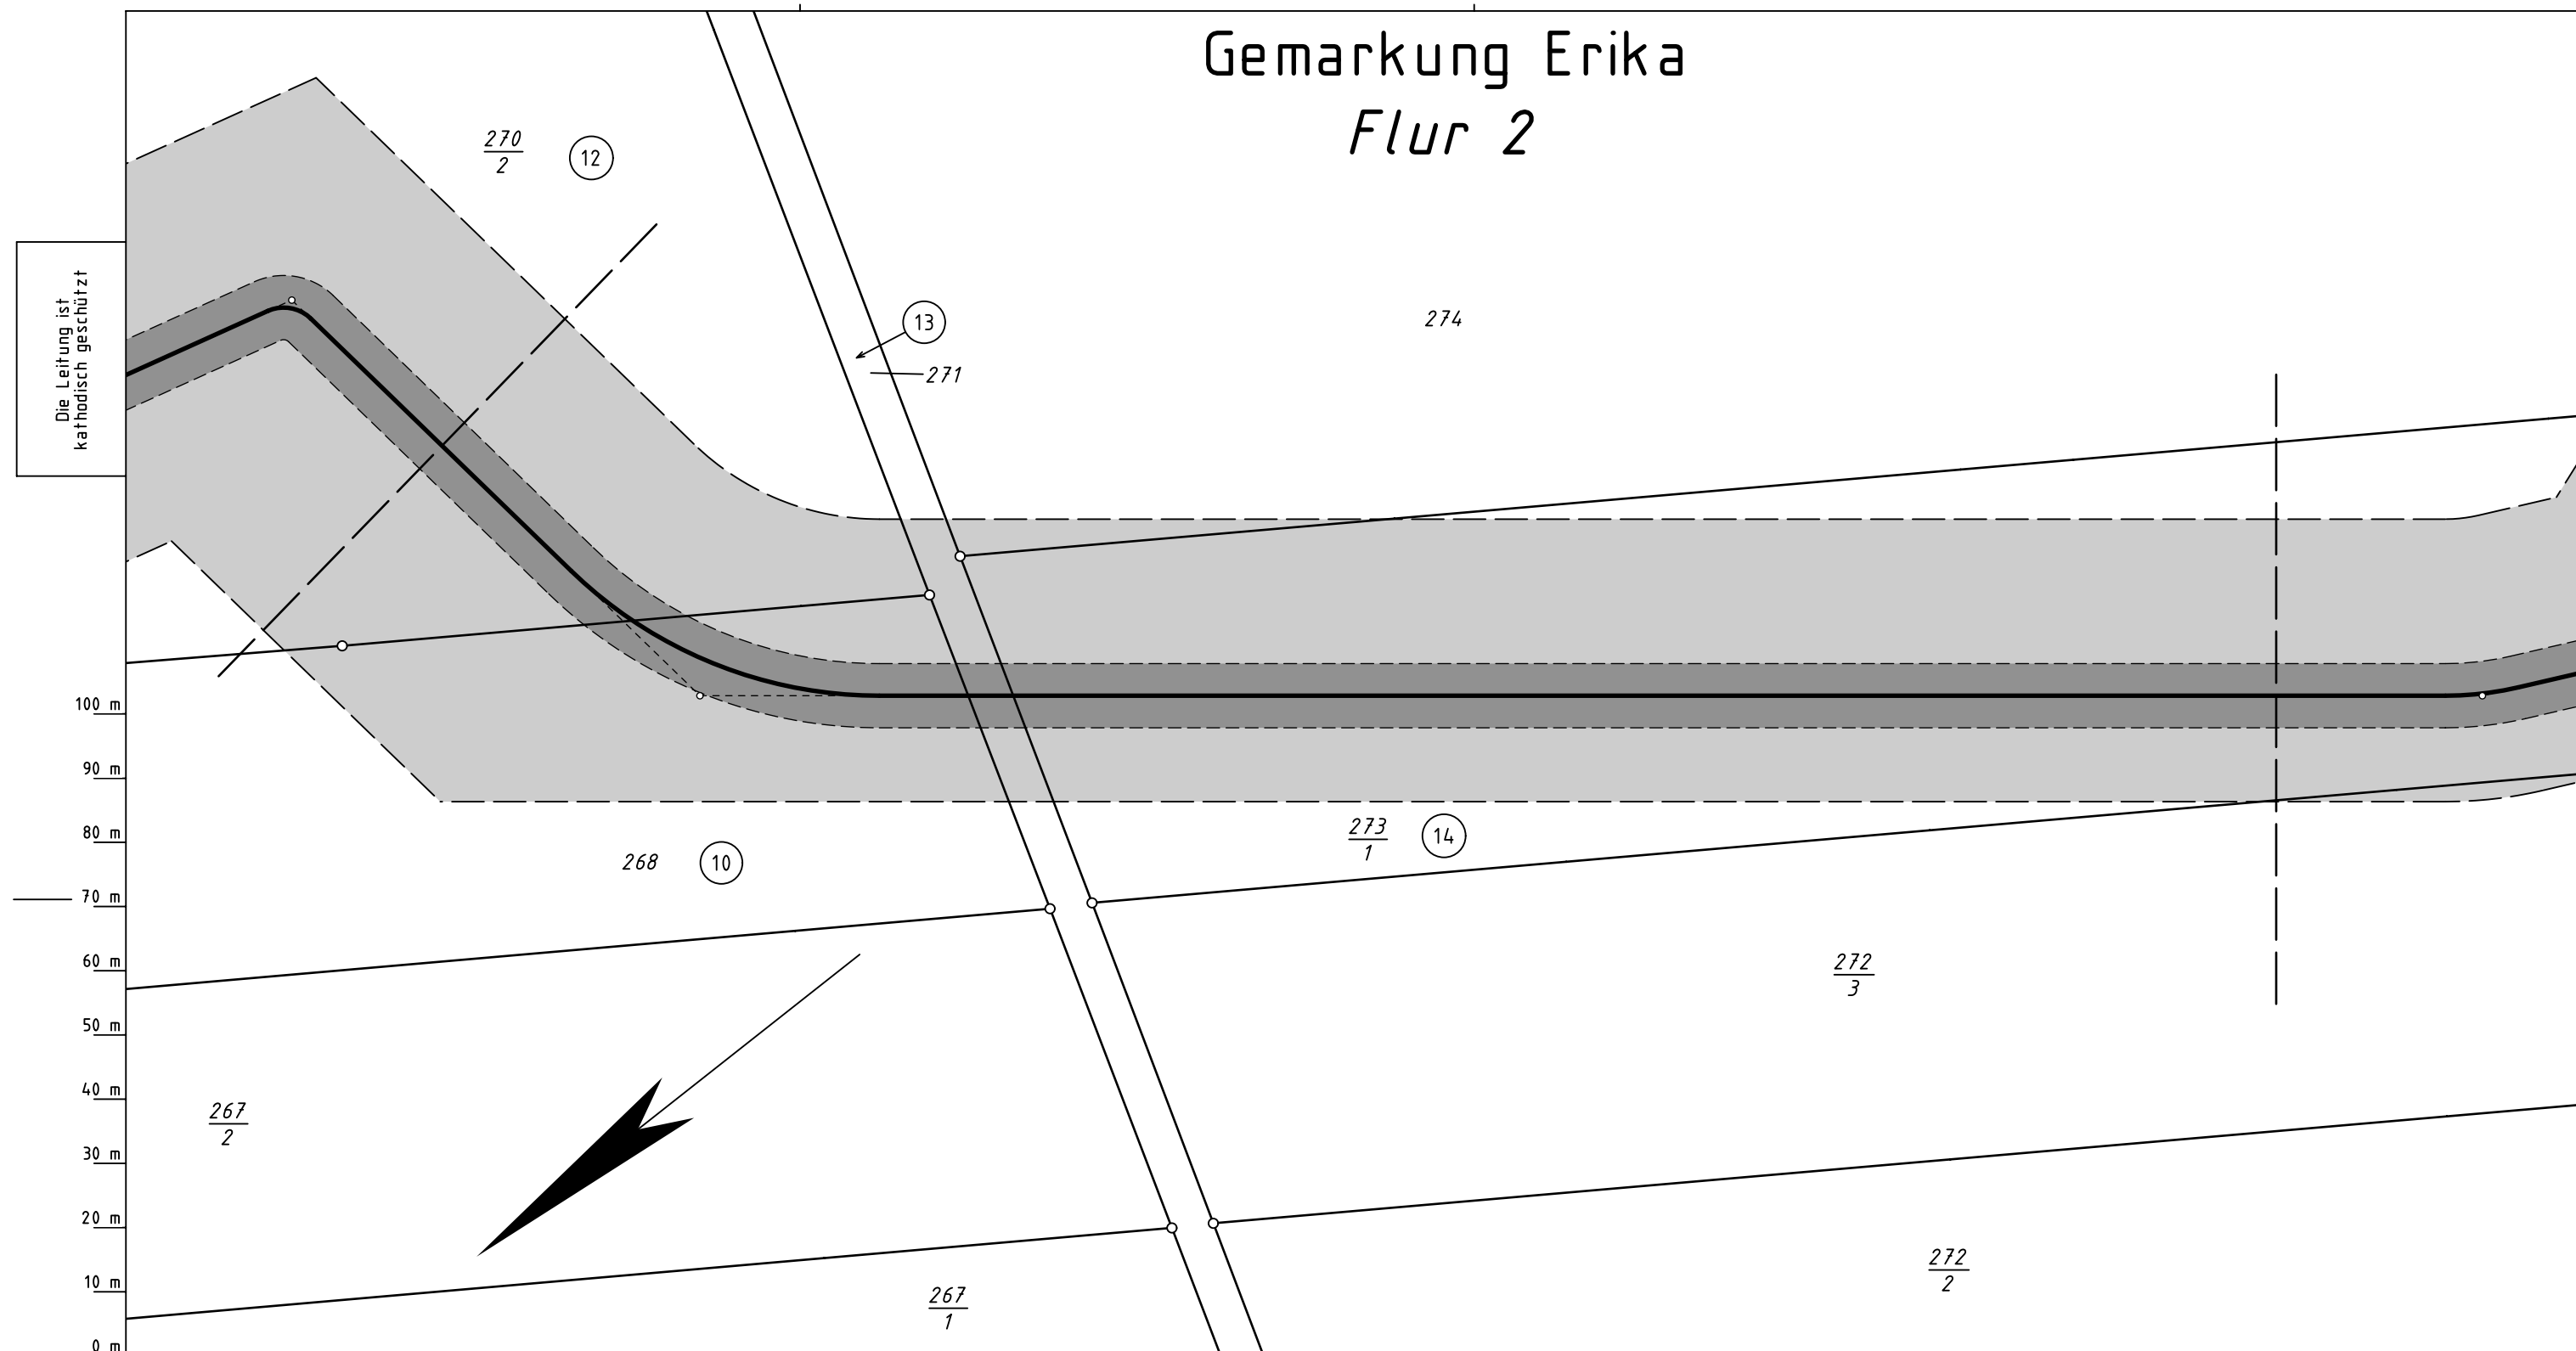 Gemarkung Erika
Flur 2
270
2
12
Die Leitung ist
kathodisch geschützt
13
271
274
100 m
90 m
80 m
70 m
60 m
50 m
40 m
30 m
20 m
10 m
0 m
268
10
273
1
14
272
3
267
2
272
2
267
1